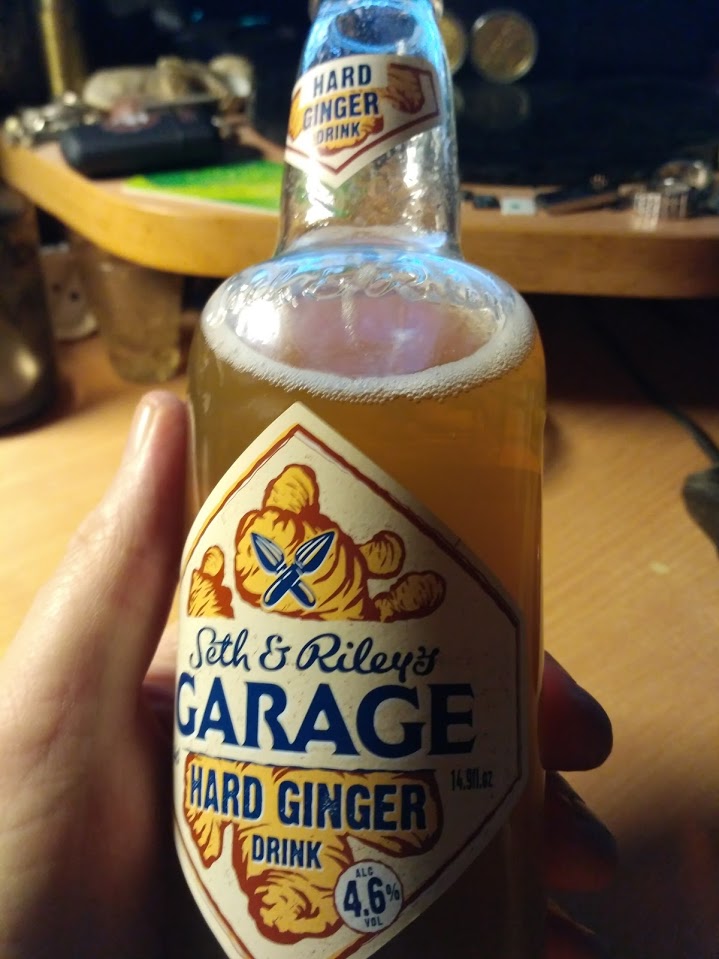 HARD
GINGER
DRINK
Seth & Riley's
GARAGE
14.9fl.oz
HARD GINGER
DRINK
ALC
4.6%
VOL